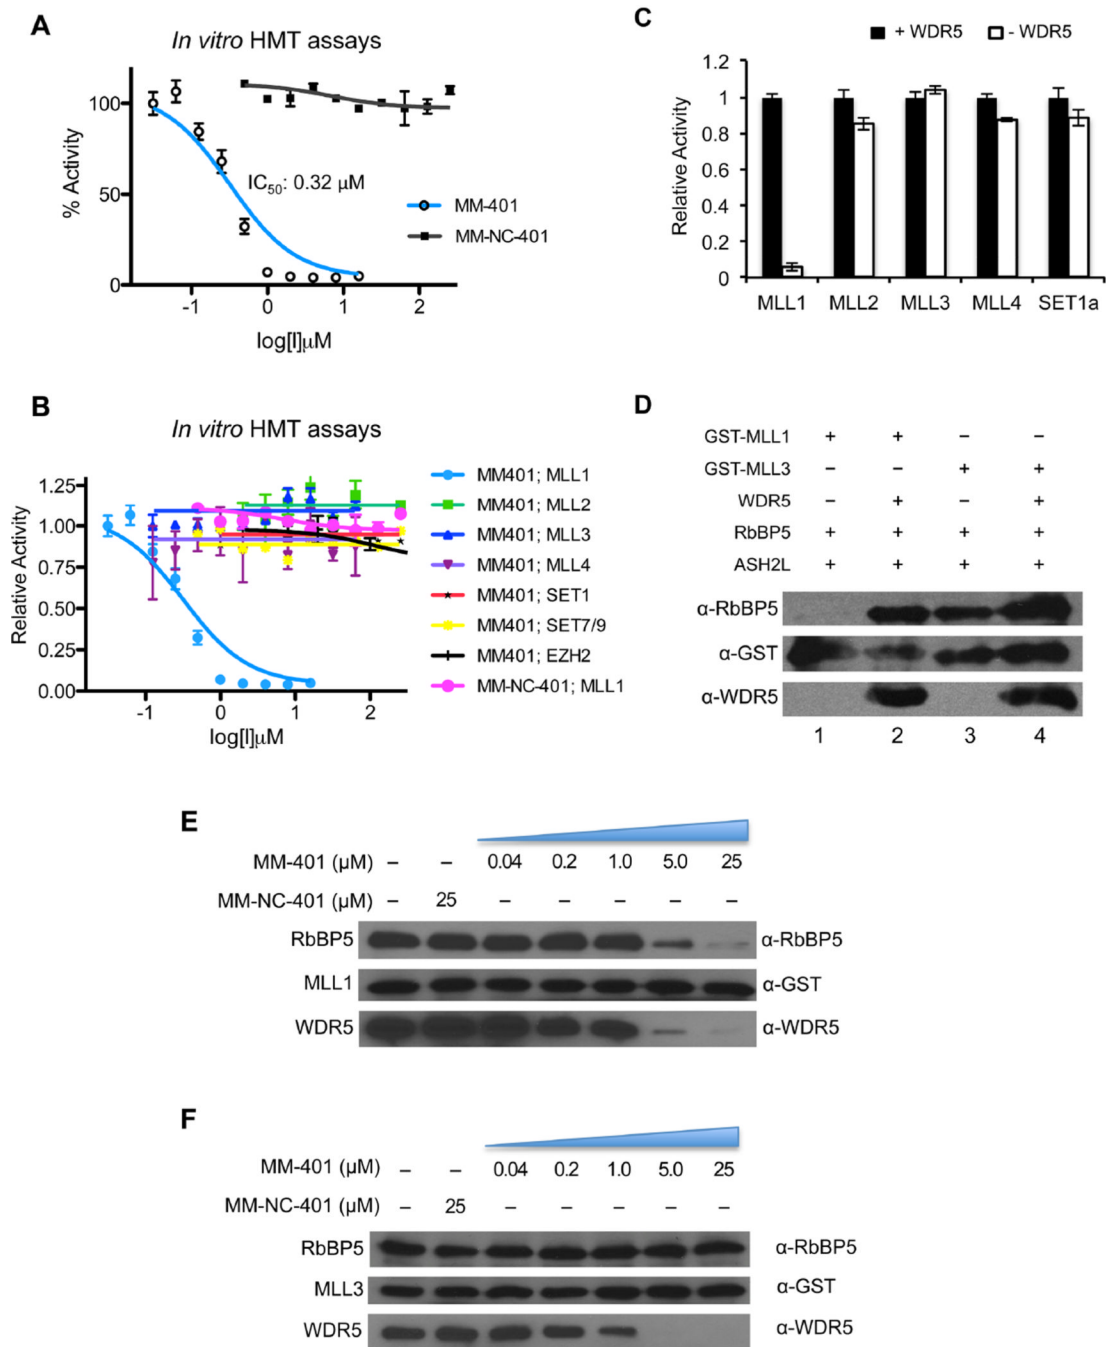 A
In vitro HMT assays
% Activity
100
50
0
IC50: 0.32 µM
MM-401
MM-NC-401
-1 0 1 2
log[I]µM
B
In vitro HMT assays
Relative Activity
1.25
1.00
0.75
0.50
0.25
0.00
-1 0 1 2
log[I]µM
MM401; MLL1
MM401; MLL2
MM401; MLL3
MM401; MLL4
MM401; SET1
MM401; SET7/9
MM401; EZH2
MM-NC-401; MLL1
C
+ WDR5 - WDR5
Relative Activity
1.2
1
0.8
0.6
0.4
0.2
0
MLL1 MLL2 MLL3 MLL4 SET1a
D
GST-MLL1 + + – –
GST-MLL3 – – + +
WDR5 – + – +
RbBP5 + + + +
ASH2L + + + +
α-RbBP5
α-GST
α-WDR5
1 2 3 4
E
MM-401 (µM) – – 0.04 0.2 1.0 5.0 25
MM-NC-401 (µM) – 25 – – – – –
RbBP5 α-RbBP5
MLL1 α-GST
WDR5 α-WDR5
F
MM-401 (µM) – – 0.04 0.2 1.0 5.0 25
MM-NC-401 (µM) – 25 – – – – –
RbBP5 α-RbBP5
MLL3 α-GST
WDR5 α-WDR5